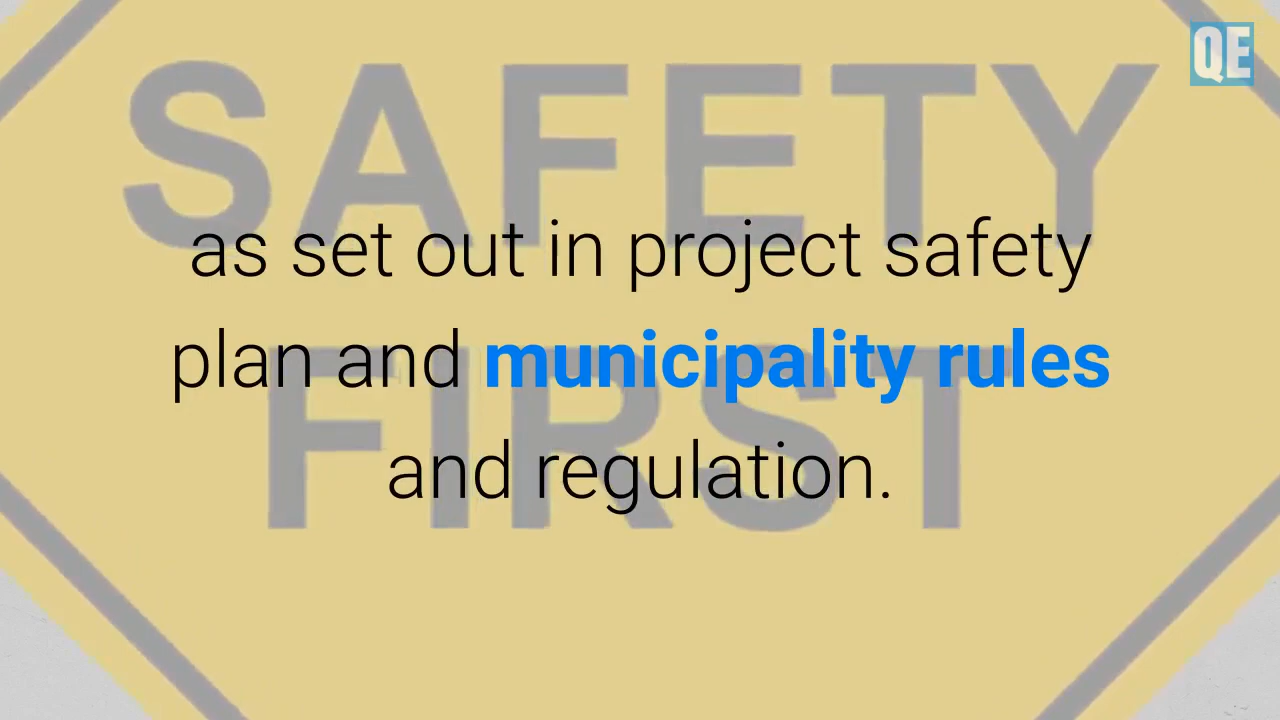 QE
SAFETY
as set out in project safety
plan and municipality rules
FIRST
and regulation.